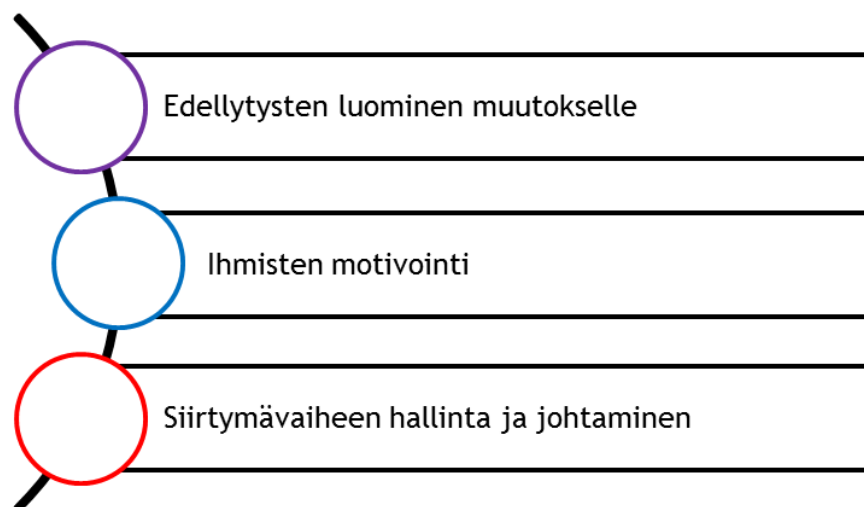 Edellytysten luominen muutokselle
Ihmisten motivointi
Siirtymävaiheen hallinta ja johtaminen